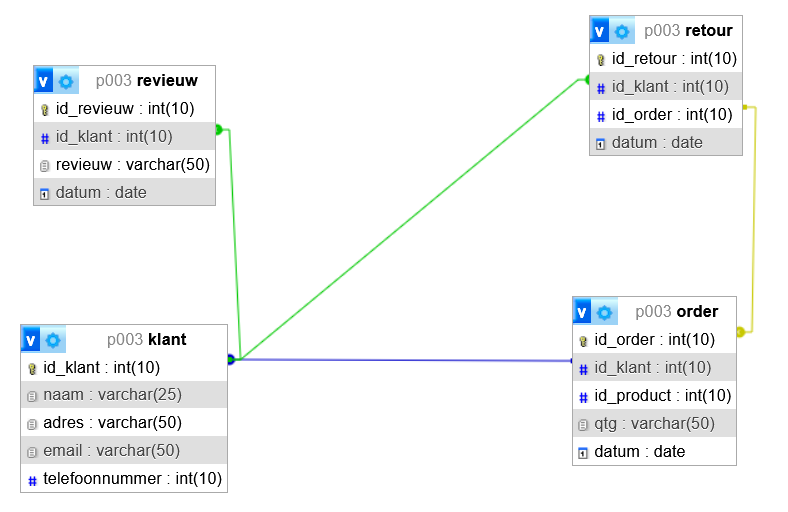 v p003 revieuw
id_revieuw : int(10)
# id_klant : int(10)
revieuw : varchar(50)
datum : date
v p003 retour
id_retour : int(10)
# id_klant : int(10)
# id_order : int(10)
datum : date
v p003 klant
id_klant : int(10)
naam : varchar(25)
adres : varchar(50)
email : varchar(50)
# telefoonnummer : int(10)
v p003 order
id_order : int(10)
# id_klant : int(10)
# id_product : int(10)
qtg : varchar(50)
datum : date